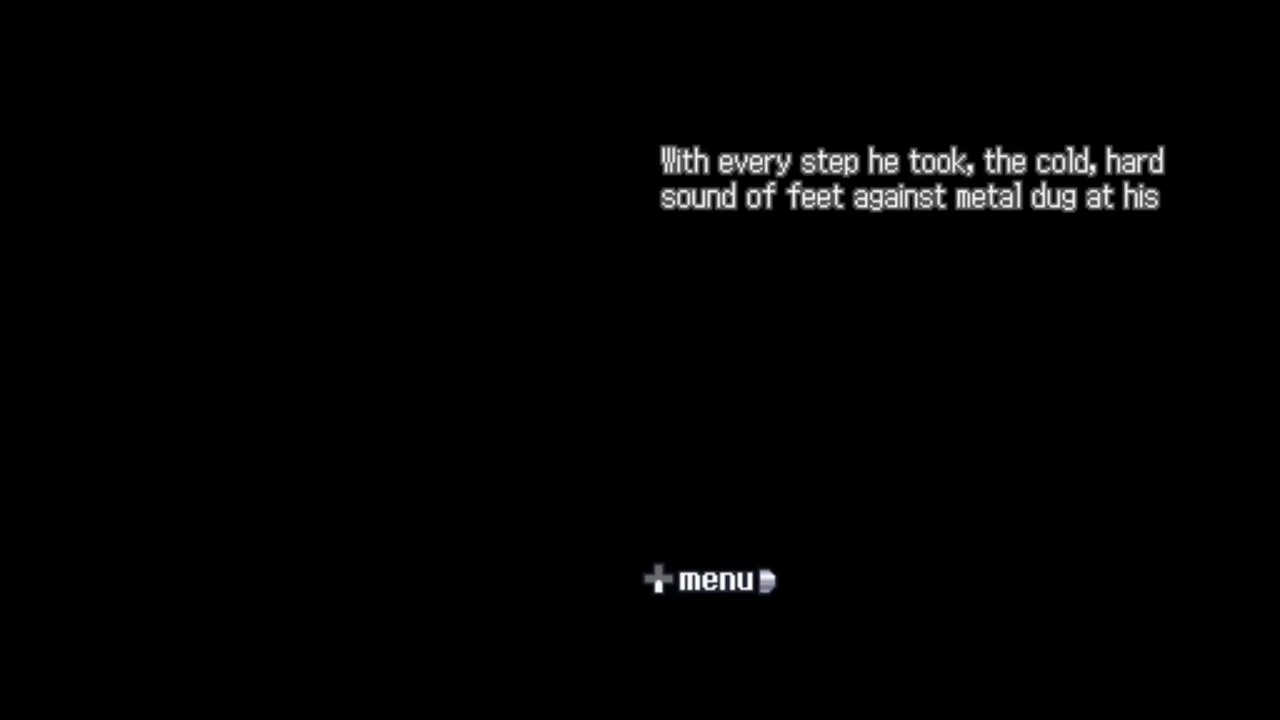 With every step he took, the cold, hard
sound of feet against metal dug at his
menu